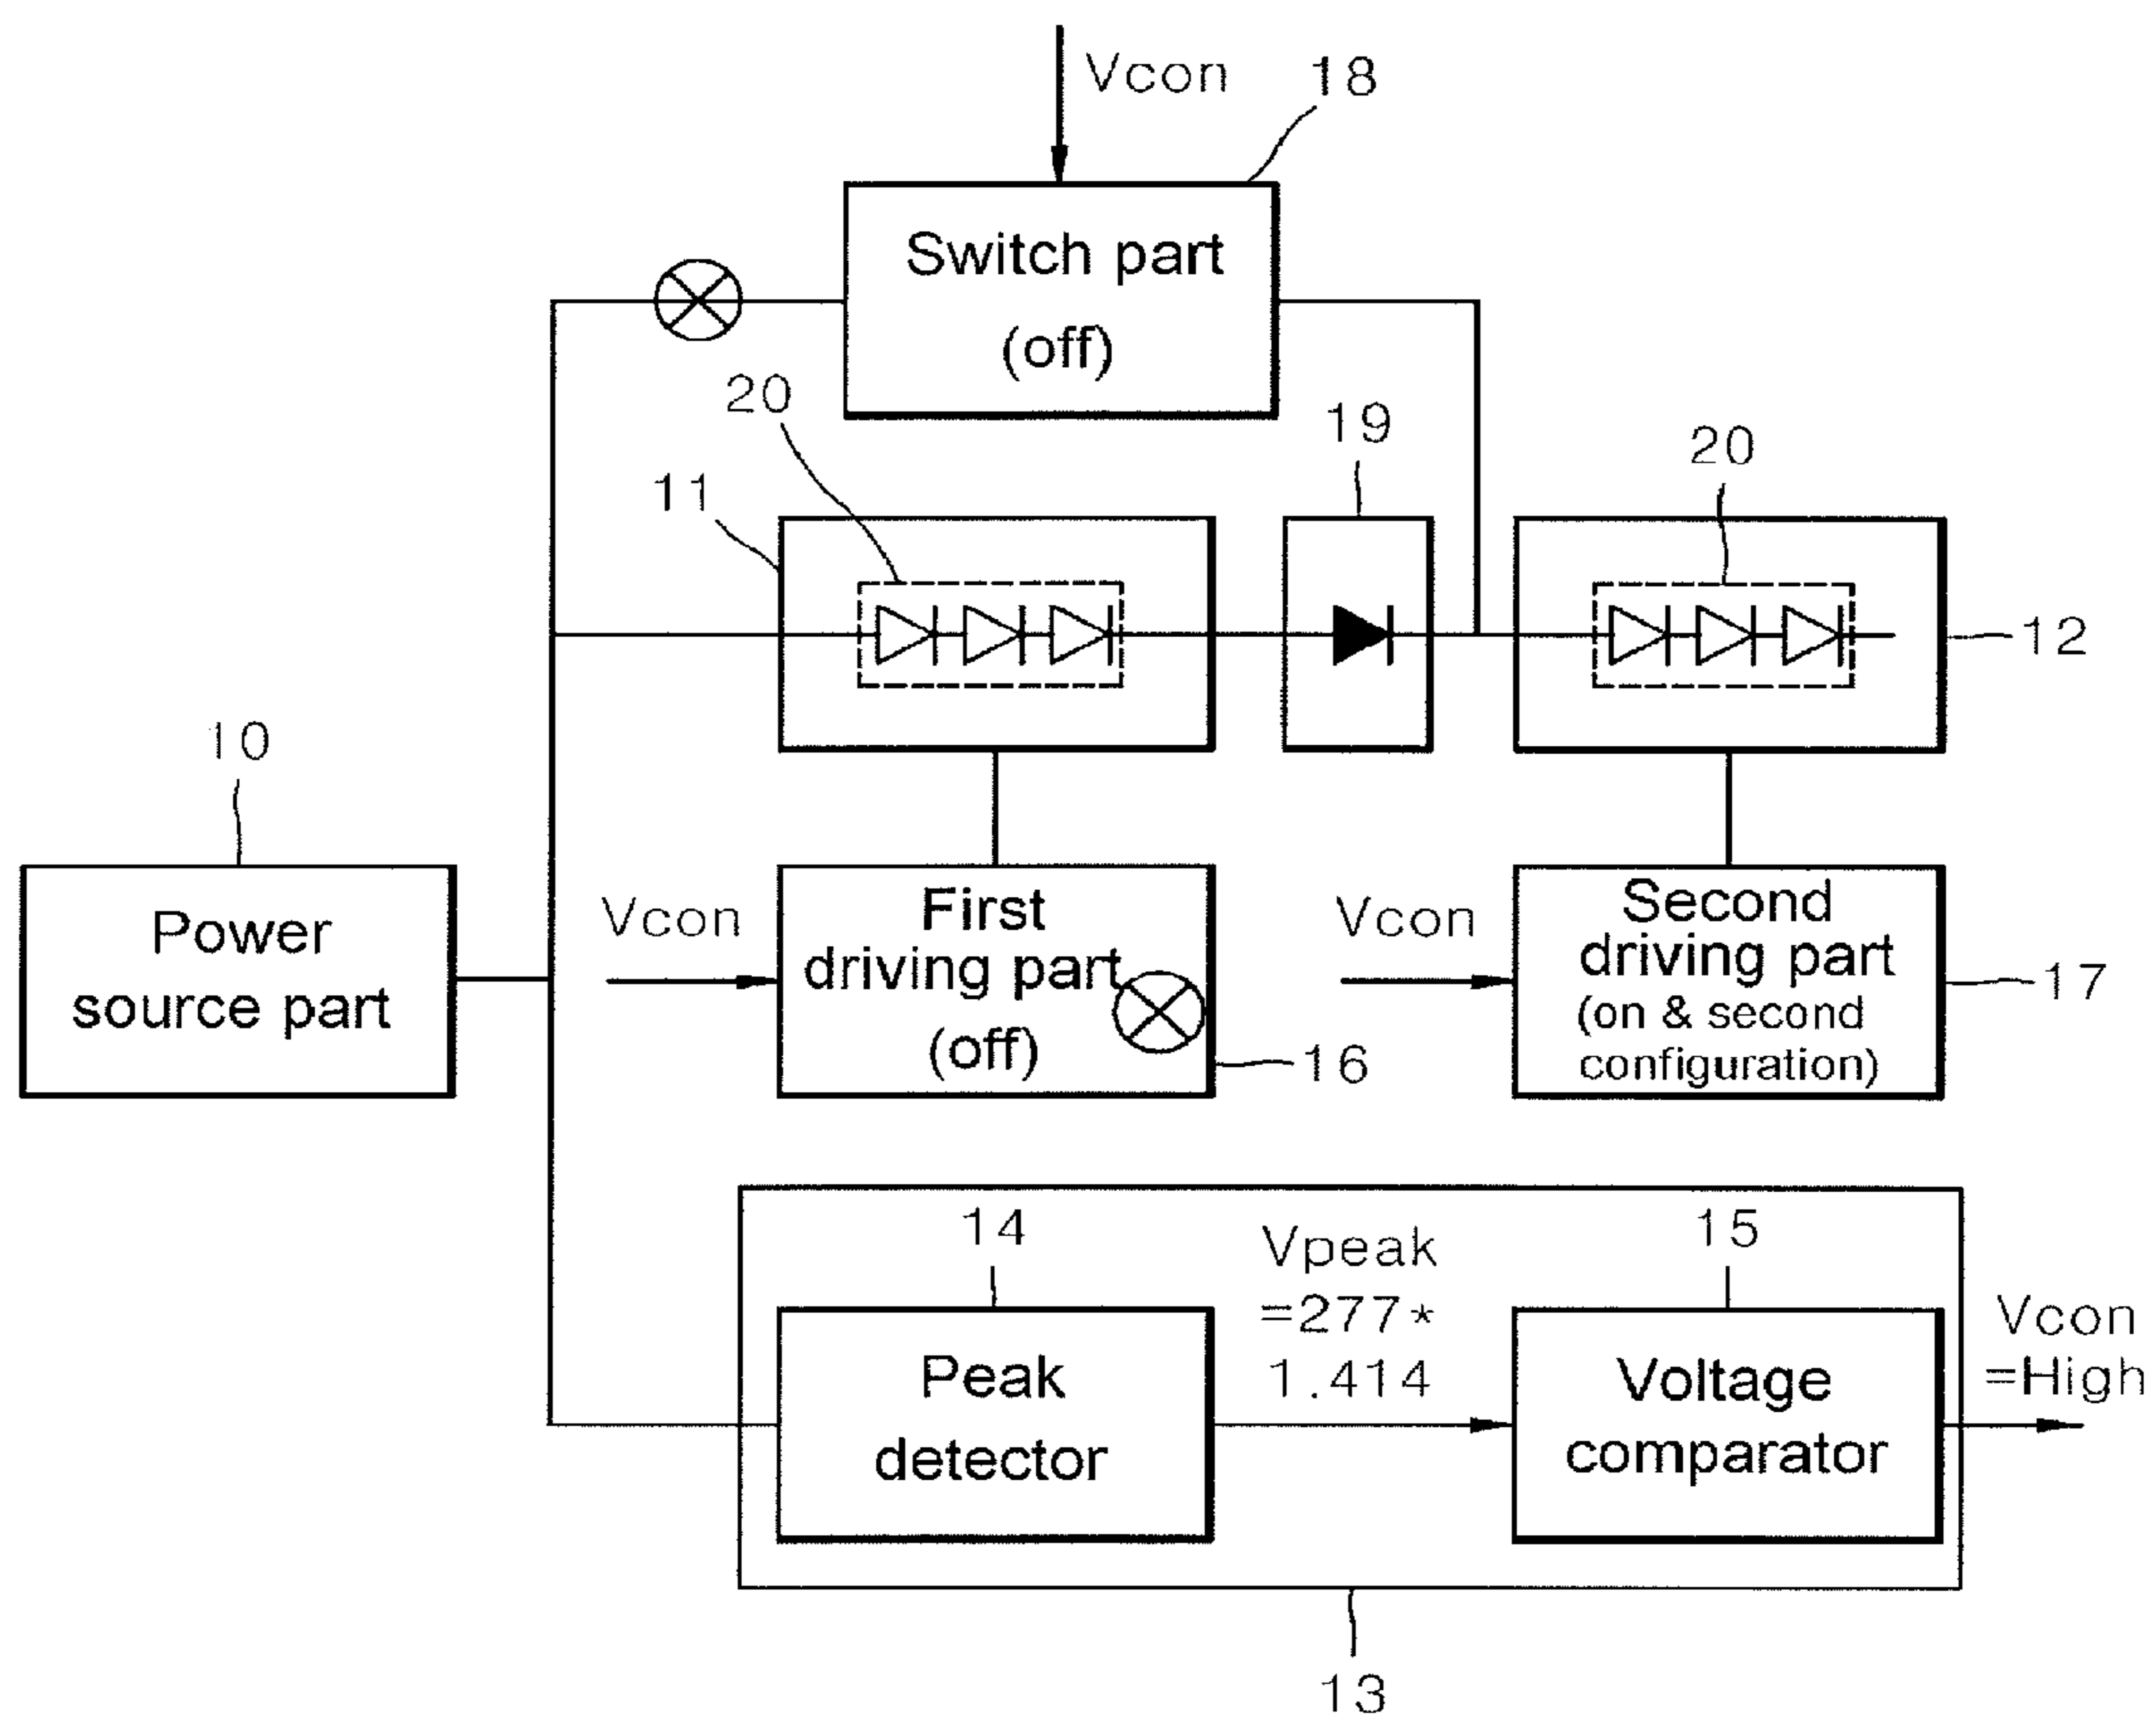 Vcon
18
Switch part
(off)
20
19
20
11
12
10
Power
source part
Vcon
First
driving part
(off)
16
Vcon
Second
driving part
(on & second
configuration)
17
14
Vpeak
=277*
1.414
15
Vcon
=High
Peak
detector
Voltage
comparator
13